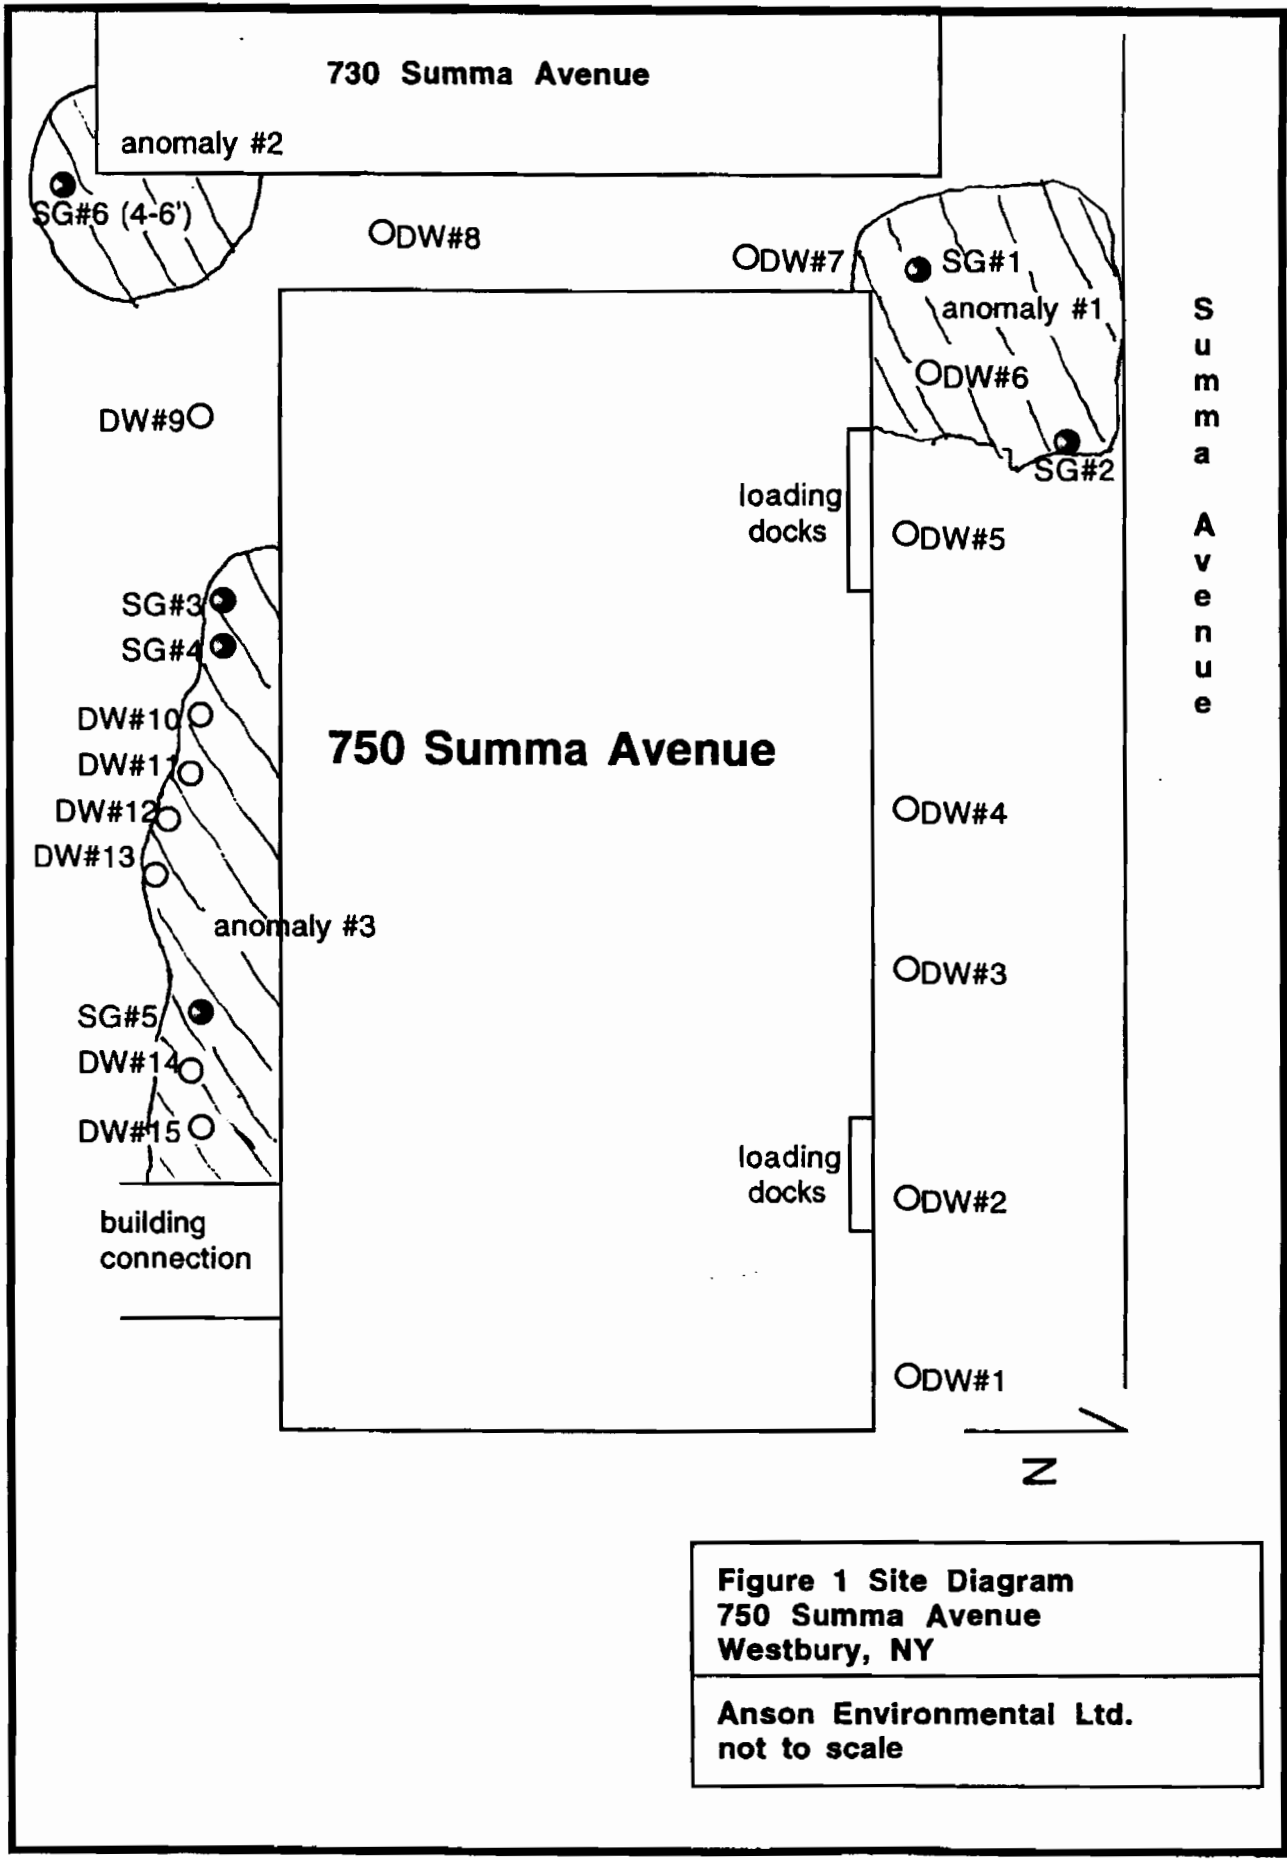 730 Summa Avenue
anomaly #2
SG#6 (4-6')
DW#8
DW#7
SG#1
anomaly #1
DW#6
SG#2
DW#9
loading
docks
DW#5
Summa Avenue
SG#3
SG#4
DW#10
DW#11
DW#12
DW#13
750 Summa Avenue
DW#4
anomaly #3
DW#3
SG#5
DW#14
DW#15
loading
docks
DW#2
building
connection
DW#1
N
Figure 1 Site Diagram
750 Summa Avenue
Westbury, NY
Anson Environmental Ltd.
not to scale